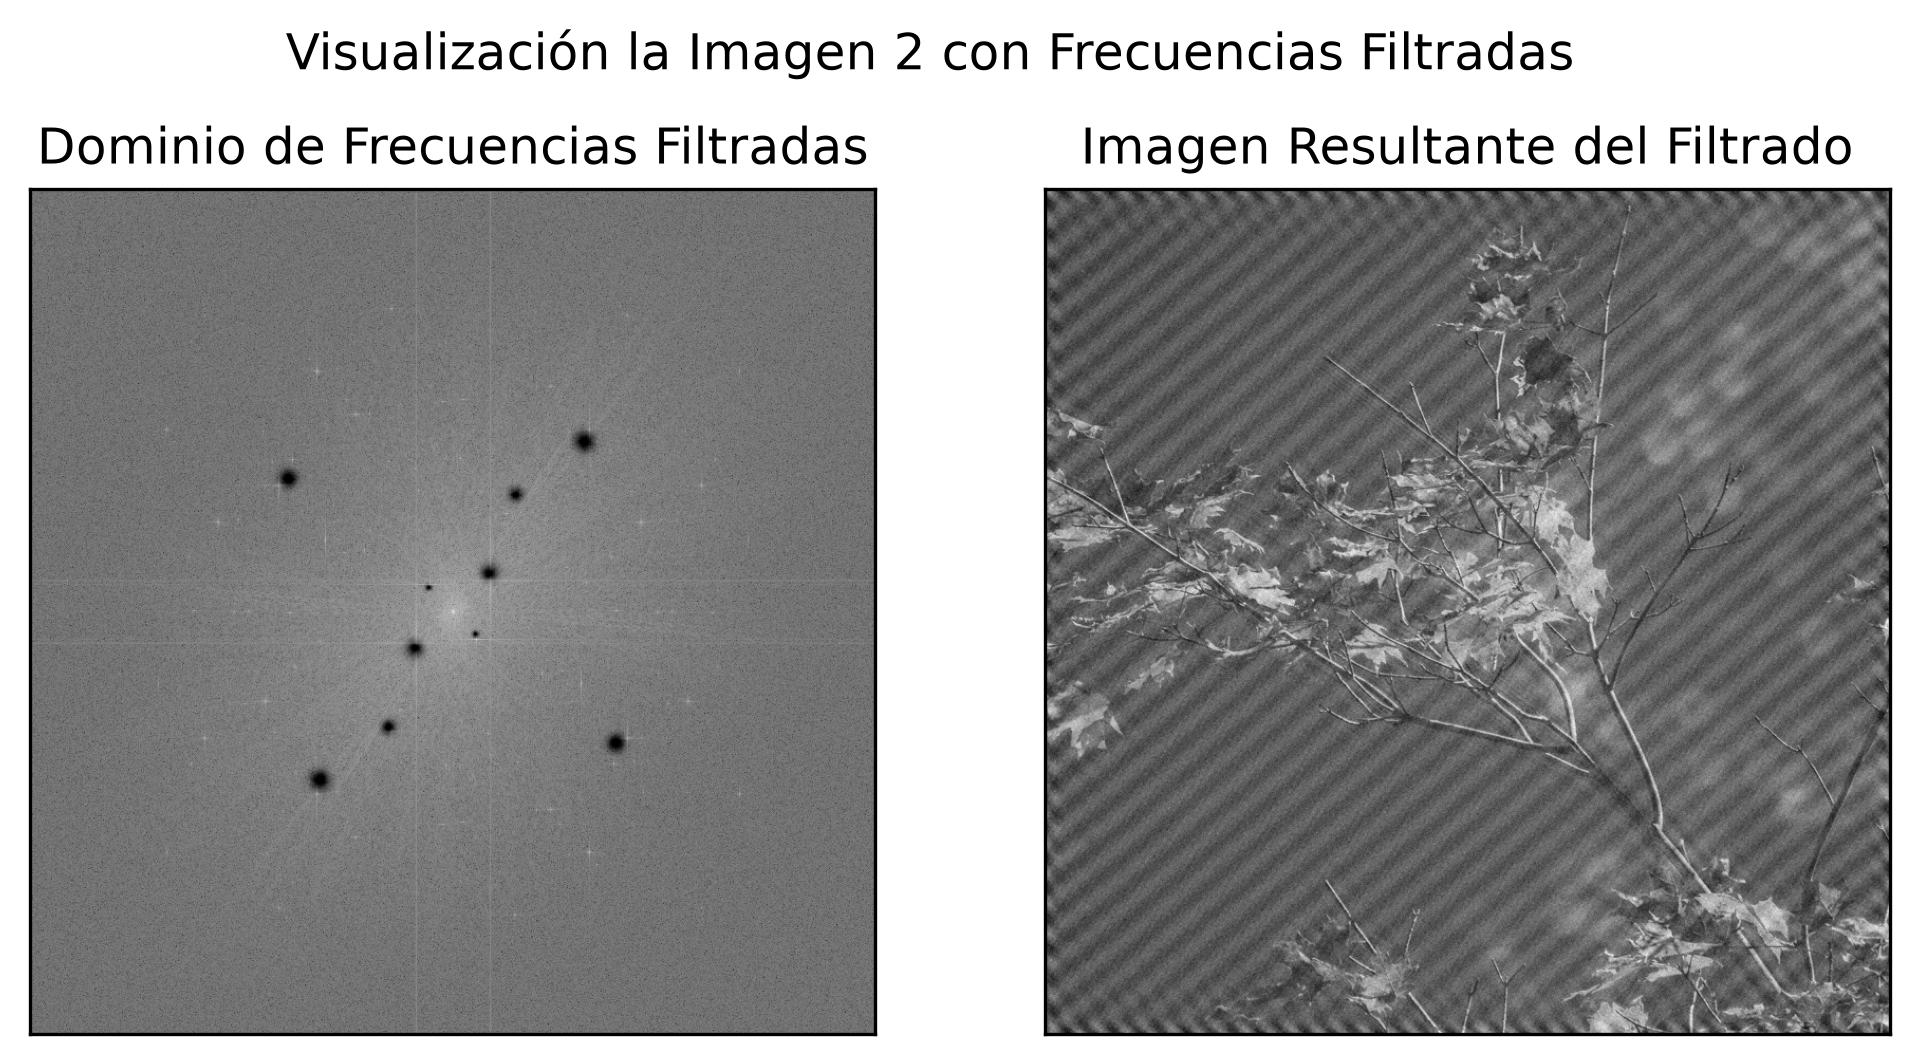 Visualización la Imagen 2 con Frecuencias Filtradas
Dominio de Frecuencias Filtradas
Imagen Resultante del Filtrado